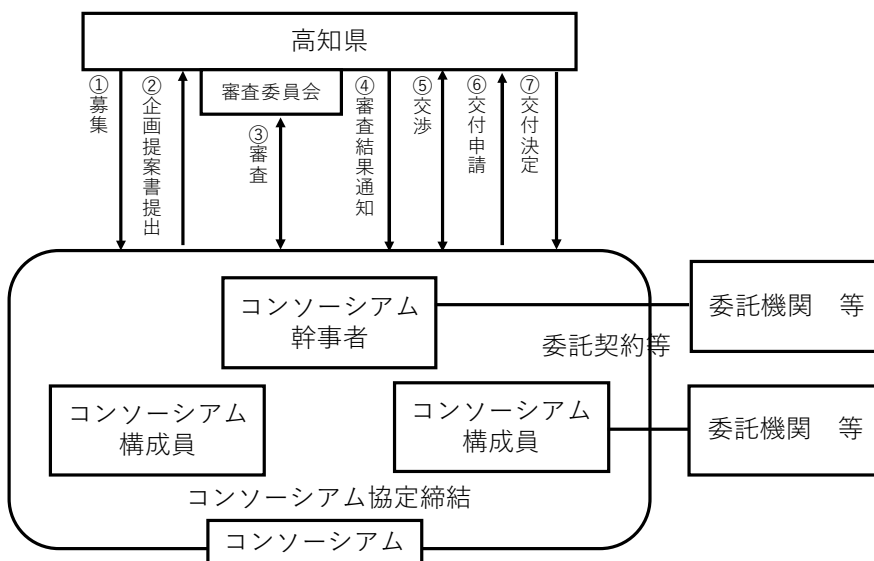 高知県
①募集
②企画提案書提出
審査委員会
③審査
④審査結果通知
⑤交渉
⑥交付申請
⑦交付決定
コンソーシアム
幹事者
委託機関　等
委託契約等
コンソーシアム
構成員
コンソーシアム
構成員
委託機関　等
コンソーシアム協定締結
コンソーシアム